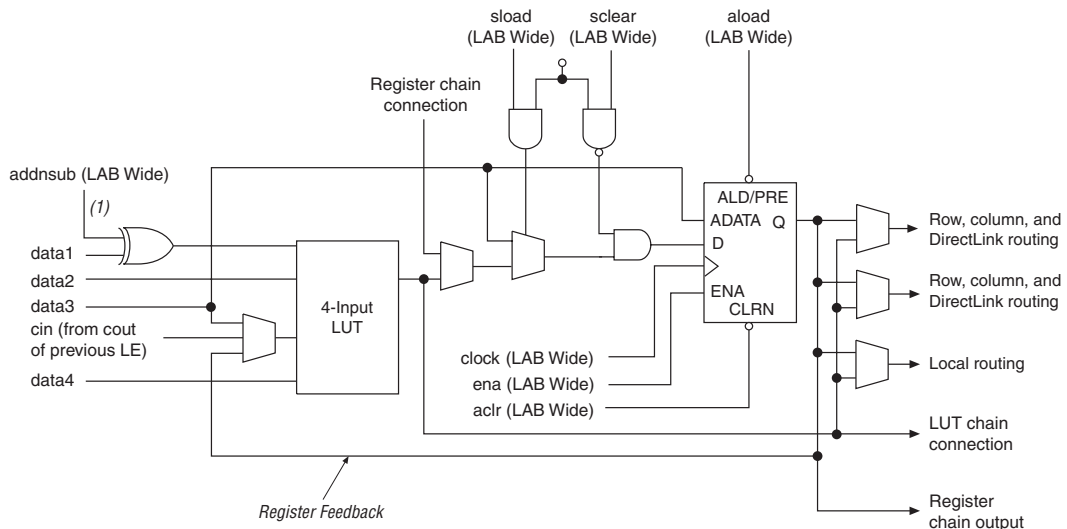 sload
(LAB Wide)
sclear
(LAB Wide)
aload
(LAB Wide)
Register chain
connection
addnsub (LAB Wide)
(1)
data1
data2
data3
cin (from cout
of previous LE)
data4
4-Input
LUT
ALD/PRE
ADATA Q
D
ENA
CLRN
clock (LAB Wide)
ena (LAB Wide)
aclr (LAB Wide)
Row, column, and
DirectLink routing
Row, column, and
DirectLink routing
Local routing
LUT chain
connection
Register
chain output
Register Feedback